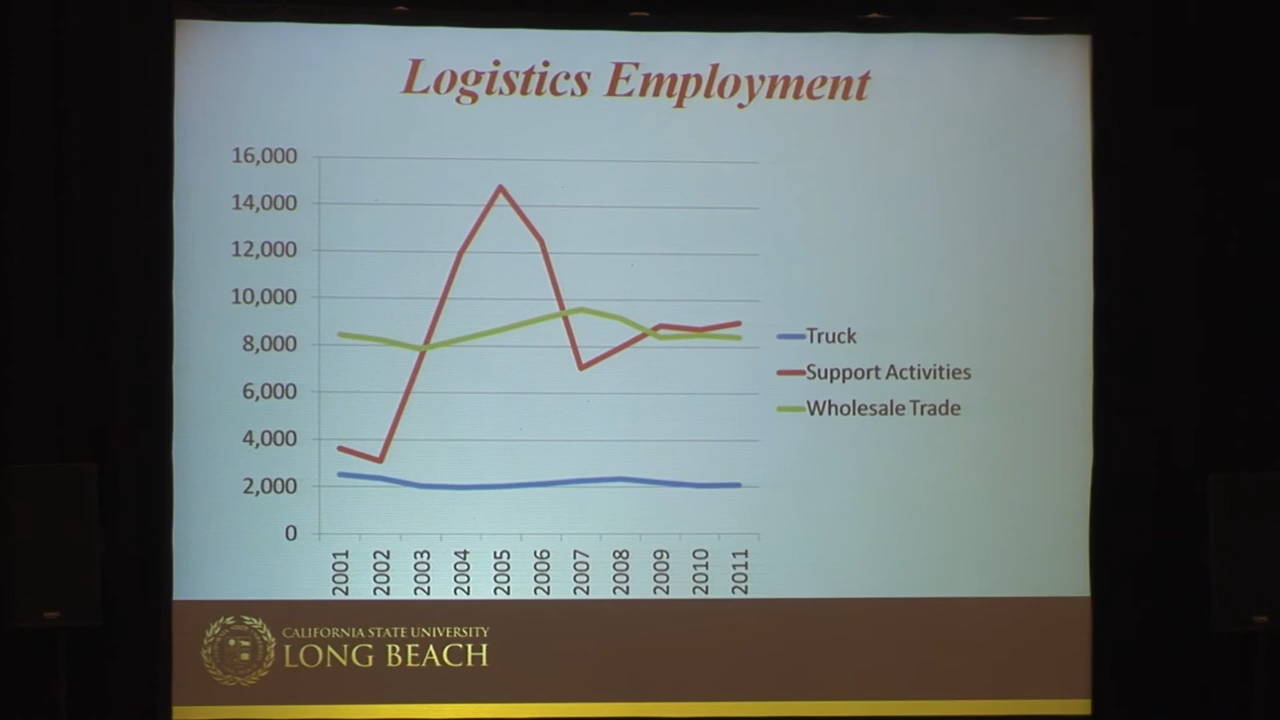 Logistics Employment
16,000
14,000
12,000
10,000
8,000
6,000
4,000
2,000
0
2001 2002 2003 2004 2005 2006 2007 2008 2009 2010 2011
Truck
Support Activities
Wholesale Trade
CALIFORNIA STATE UNIVERSITY
LONG BEACH